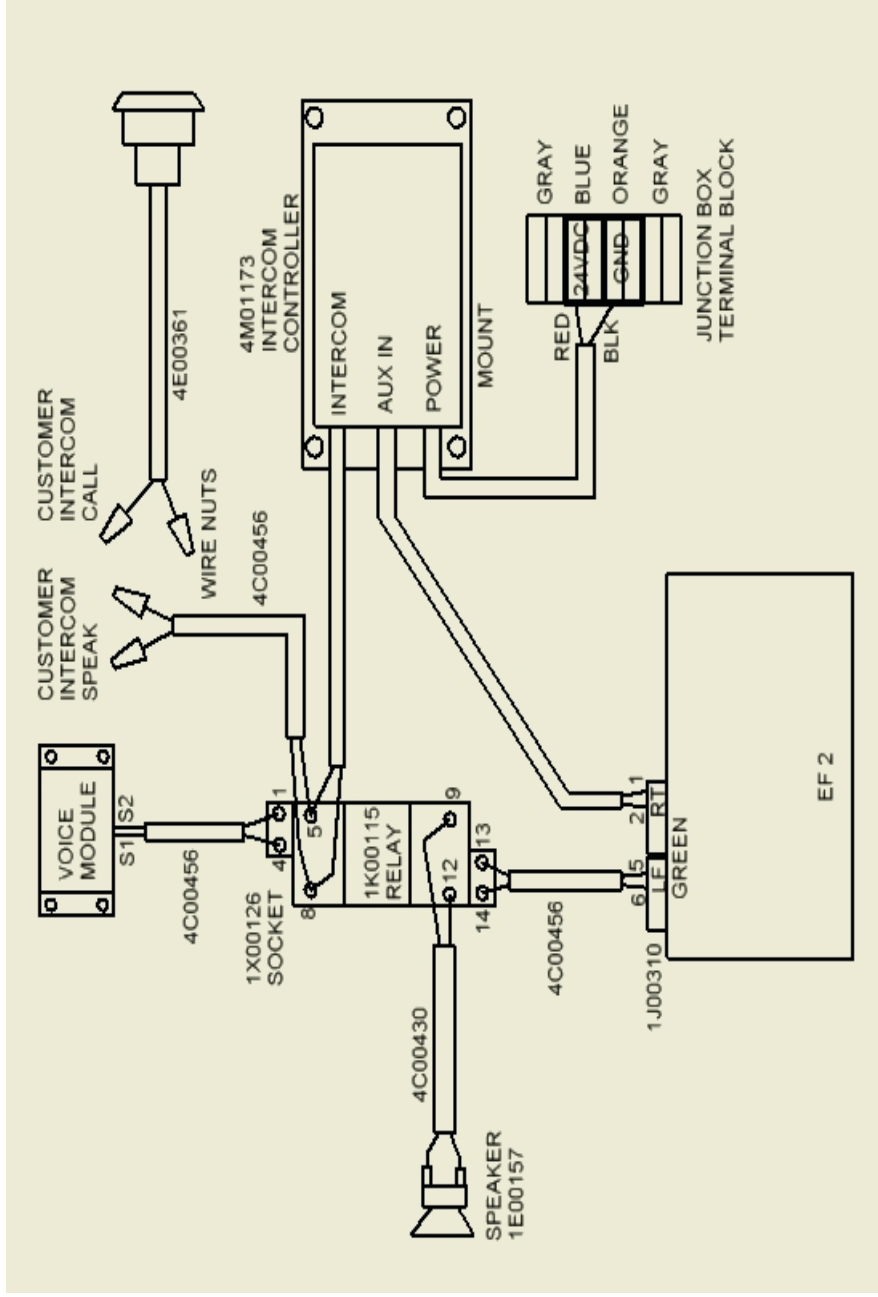 VOICE
MODULE
S1 S2
4C00456
CUSTOMER
INTERCOM
SPEAK
CUSTOMER
INTERCOM
CALL
WIRE NUTS
4C00456
4E00361
1X00126
SOCKET
4
1
8
5
1K00115
RELAY
12
9
14
13
4M01173
INTERCOM
CONTROLLER
INTERCOM
AUX IN
POWER
MOUNT
RED
BLK
24VDC
GND
GRAY
BLUE
ORANGE
GRAY
JUNCTION BOX
TERMINAL BLOCK
4C00430
SPEAKER
1E00157
4C00456
1J00310
6 5
2 1
LF
RT
GREEN
EF 2